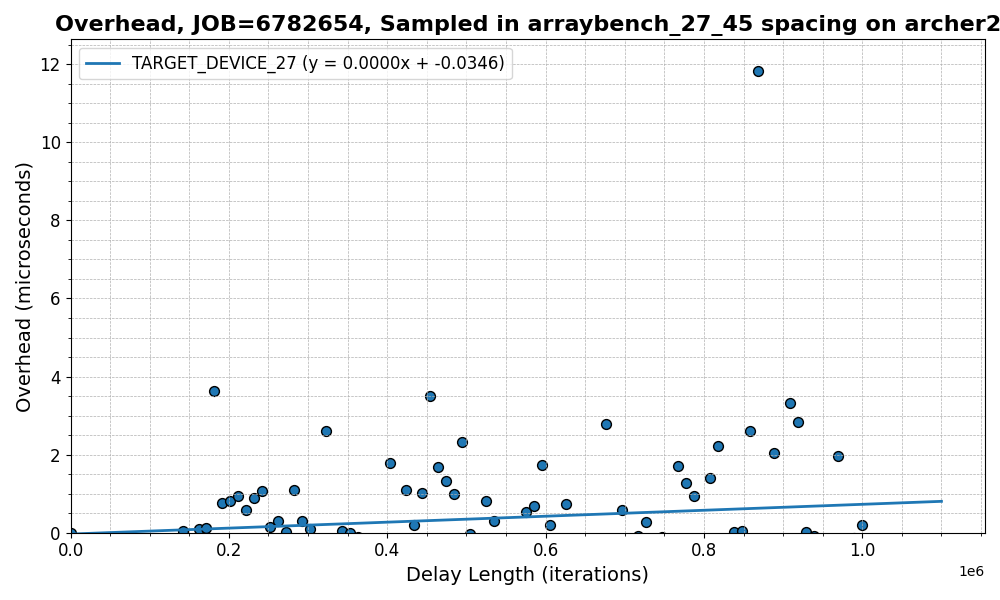 Overhead, JOB=6782654, Sampled in arraybench_27_45 spacing on archer2
TARGET_DEVICE_27 (y = 0.0000x + -0.0346)
Overhead (microseconds)
12
10
8
6
4
2
0
0.0 0.2 0.4 0.6 0.8 1.0
1e6
Delay Length (iterations)